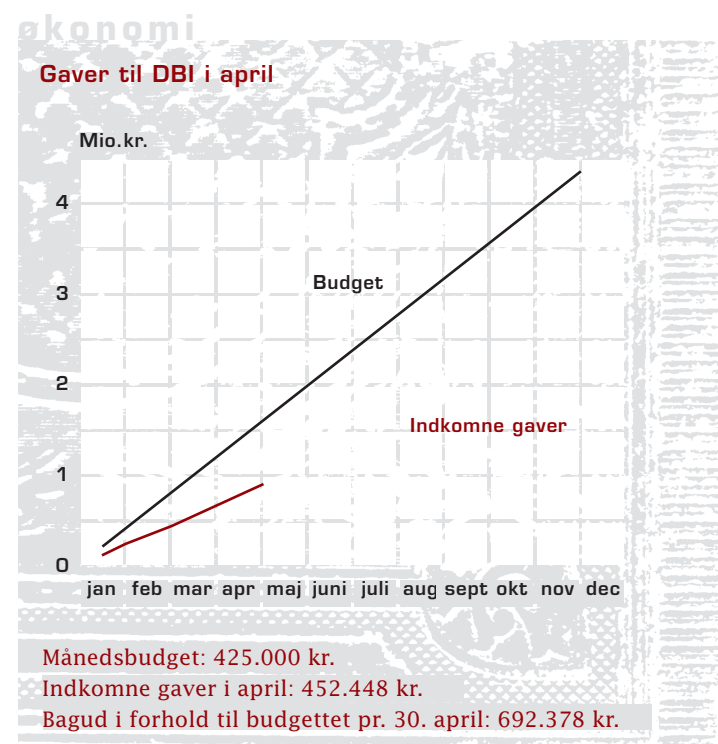 økonomi
Gaver til DBI i april
Mio.kr.
4
3
2
1
0
Budget
Indkomne gaver
jan feb mar apr maj juni juli aug sept okt nov dec
Månedsbudget: 425.000 kr.
Indkomne gaver i april: 452.448 kr.
Bagud i forhold til budgettet pr. 30. april: 692.378 kr.